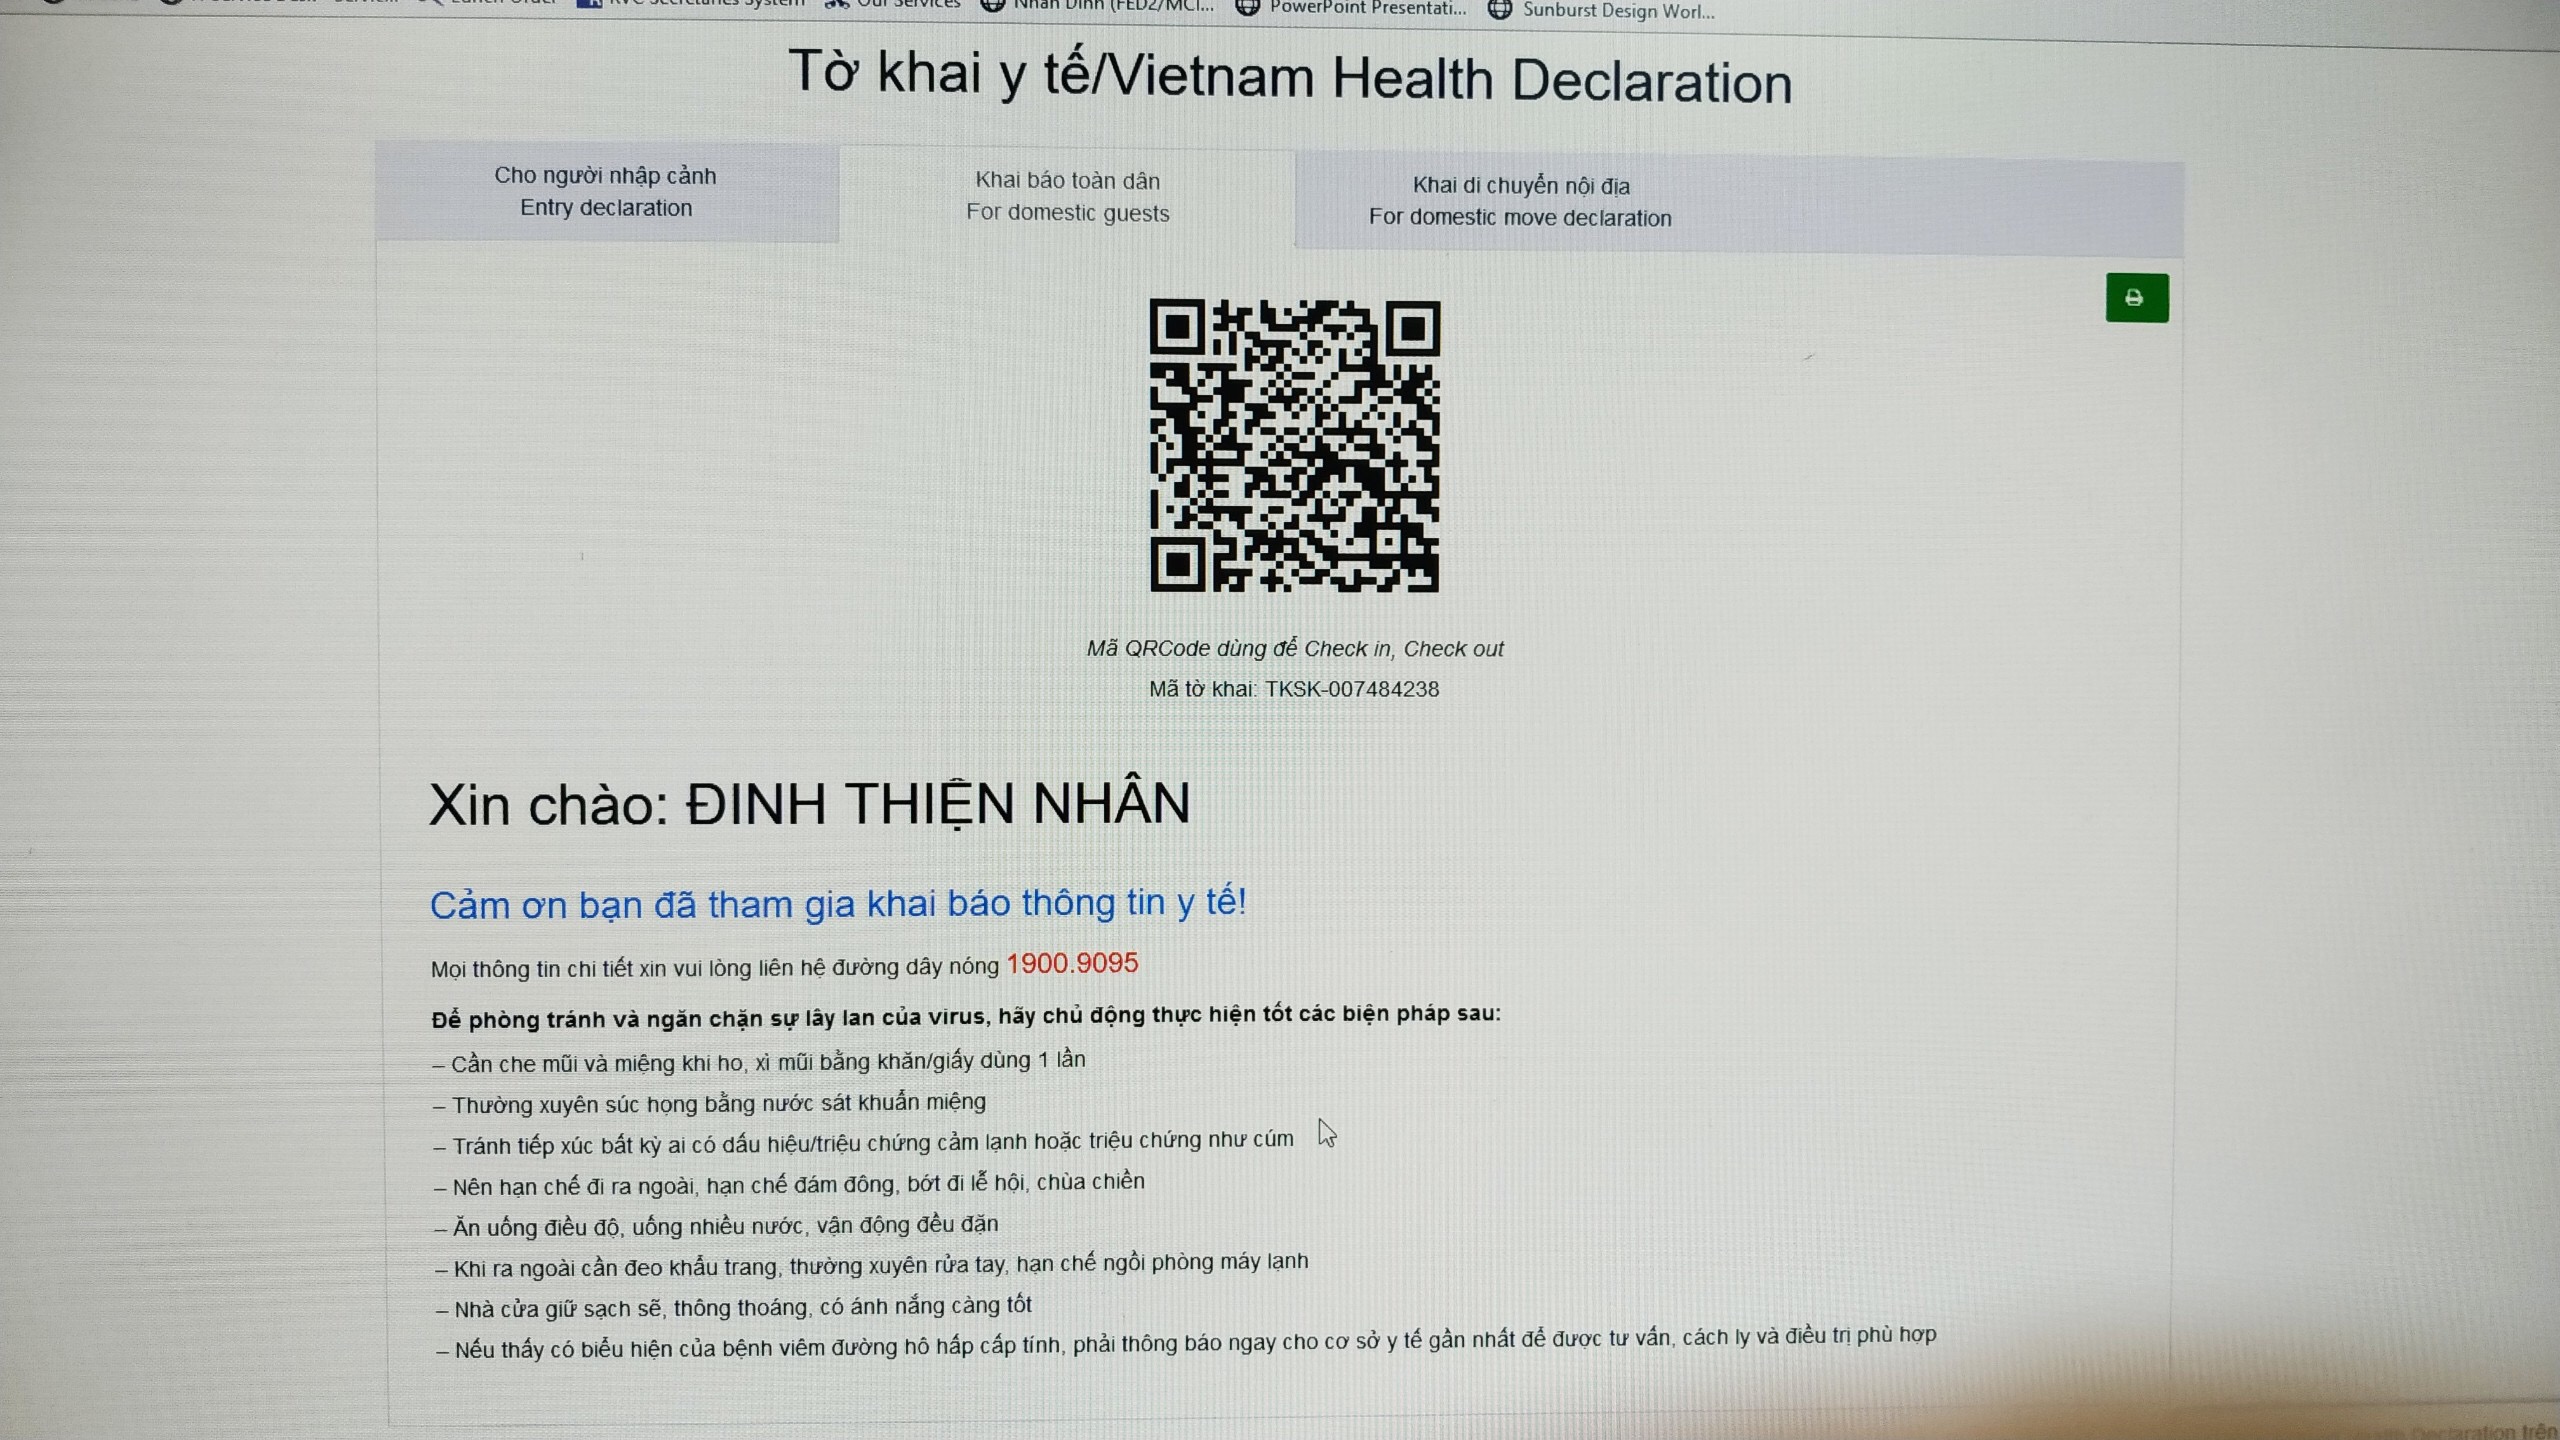 Our Services
Nhan Dinh (FED2/MCI...
PowerPoint Presentati...
Sunburst Design Worl...
Tờ khai y tế/Vietnam Health Declaration
Cho người nhập cảnh
Entry declaration
Khai báo toàn dân
For domestic guests
Khai di chuyển nội địa
For domestic move declaration
Mã QRCode dùng để Check in, Check out
Mã tờ khai: TKSK-007484238
Xin chào: ĐINH THIỆN NHÂN
Cảm ơn bạn đã tham gia khai báo thông tin y tế!
Mọi thông tin chi tiết xin vui lòng liên hệ đường dây nóng 1900.9095
Để phòng tránh và ngăn chặn sự lây lan của virus, hãy chủ động thực hiện tốt các biện pháp sau:
– Cần che mũi và miệng khi ho, xì mũi bằng khăn/giấy dùng 1 lần
– Thường xuyên súc họng bằng nước sát khuẩn miệng
– Tránh tiếp xúc bất kỳ ai có dấu hiệu/triệu chứng cảm lạnh hoặc triệu chứng như cúm
– Nên hạn chế đi ra ngoài, hạn chế đám đông, bớt đi lễ hội, chùa chiền
– Ăn uống điều độ, uống nhiều nước, vận động đều đặn
– Khi ra ngoài cần đeo khẩu trang, thường xuyên rửa tay, hạn chế ngồi phòng máy lạnh
– Nhà cửa giữ sạch sẽ, thông thoáng, có ánh nắng càng tốt
– Nếu thấy có biểu hiện của bệnh viêm đường hô hấp cấp tính, phải thông báo ngay cho cơ sở y tế gần nhất để được tư vấn, cách ly và điều trị phù hợp